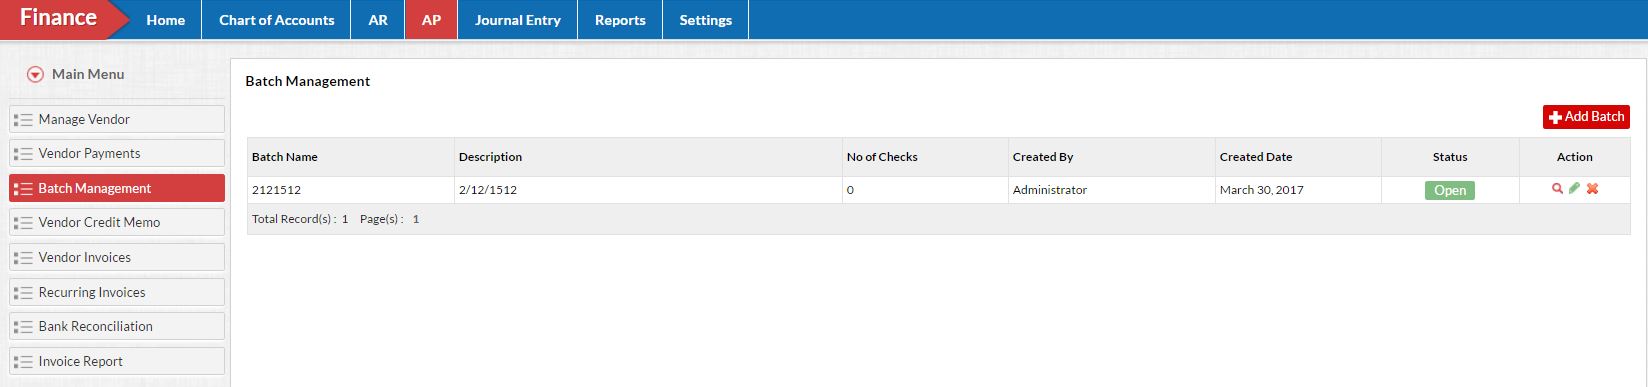 Finance Home Chart of Accounts AR AP Journal Entry Reports Settings
Main Menu
Manage Vendor
Vendor Payments
Batch Management
Vendor Credit Memo
Vendor Invoices
Recurring Invoices
Bank Reconciliation
Invoice Report
Batch Management
Add Batch
Batch Name Description No of Checks Created By Created Date Status Action
2121512 2/12/1512 0 Administrator March 30, 2017 Open
Total Record(s) : 1 Page(s) : 1